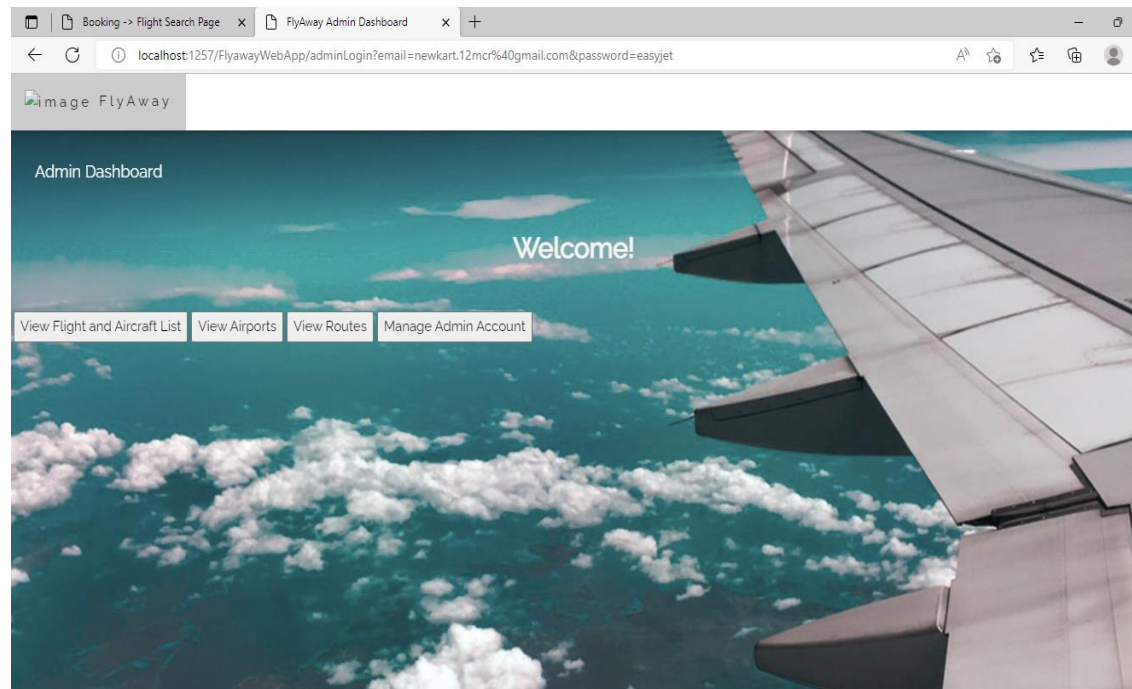 Booking -> Flight Search Page
FlyAway Admin Dashboard
localhost:1257/FlyawayWebApp/adminLogin?email=newkart.12mcr%40gmail.com&password=easyjet
image FlyAway
Admin Dashboard
Welcome!
View Flight and Aircraft List View Airports View Routes Manage Admin Account